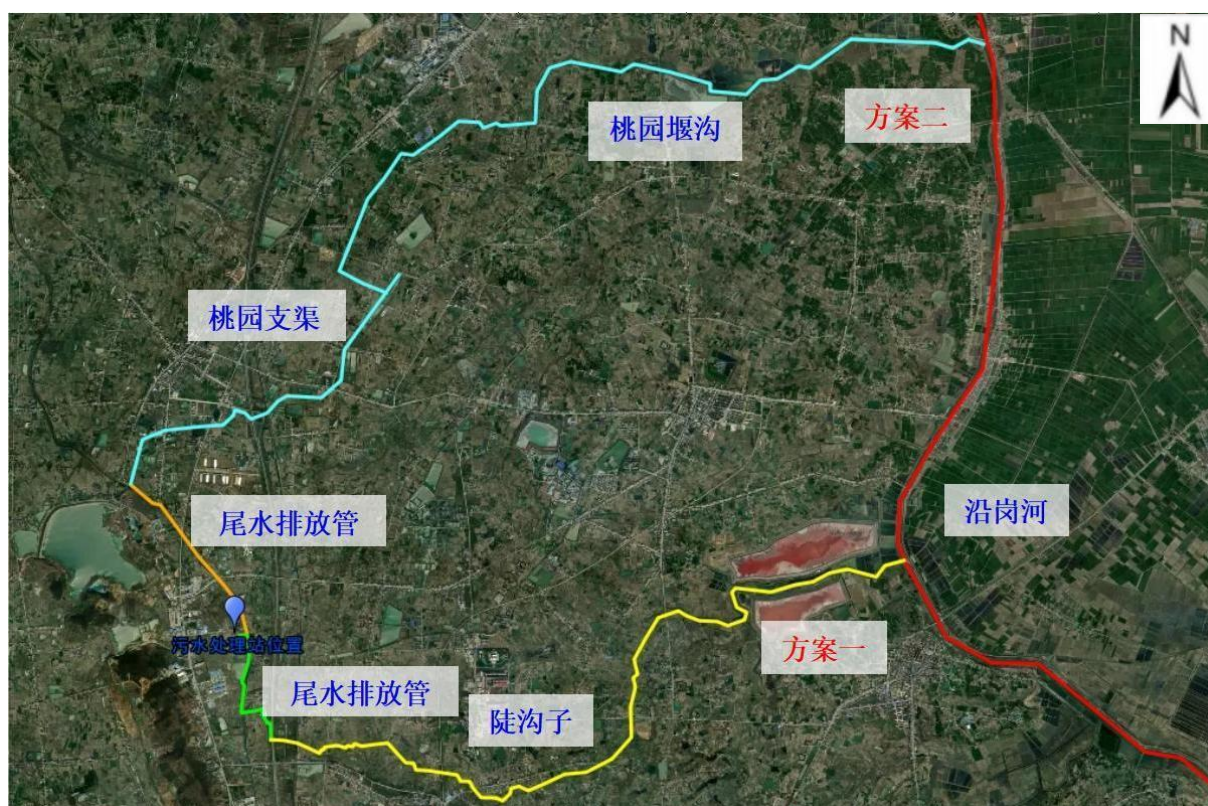 N
桃园堰沟
方案二
桃园支渠
尾水排放管
沿岗河
污水处理站位置
方案一
尾水排放管
陡沟子